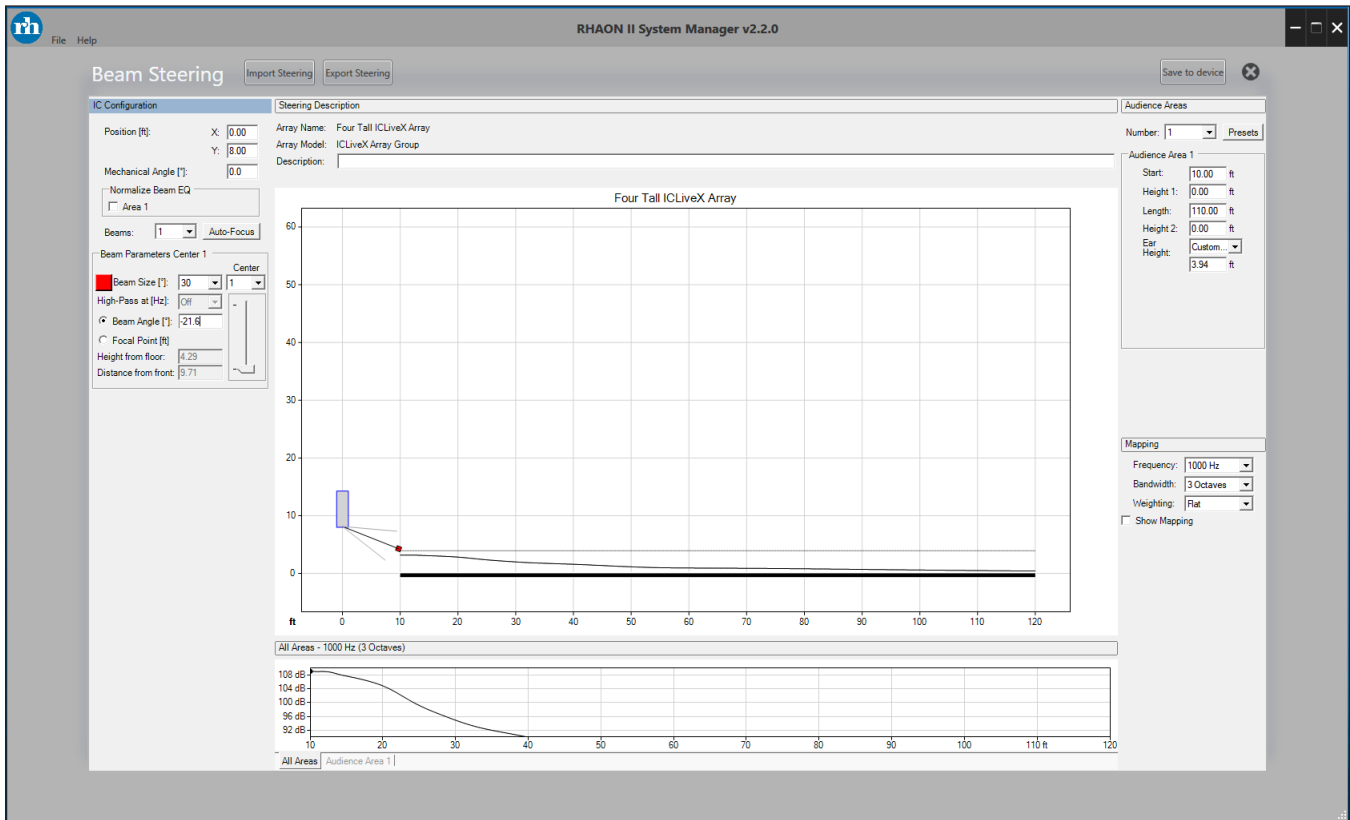 rh
File Help
RHAON II System Manager v2.2.0
Beam Steering
Import Steering
Export Steering
Save to device
IC Configuration
Position [ft]: X: 0.00
Y: 8.00
Mechanical Angle [°]: 0.0
Normalize Beam EQ
Area 1
Beams: 1 Auto-Focus
Beam Parameters Center 1
Center
Beam Size [°]: 30 1
High-Pass at [Hz]: Off
Beam Angle [°]: -21.6
Focal Point [ft]
Height from floor: 4.29
Distance from front: 9.71
Steering Description
Array Name: Four Tall ICLiveX Array
Array Model: ICLiveX Array Group
Description:
Four Tall ICLiveX Array
60
50
40
30
20
10
0
ft 0 10 20 30 40 50 60 70 80 90 100 110 120
All Areas - 1000 Hz (3 Octaves)
108 dB
104 dB
100 dB
96 dB
92 dB
10 20 30 40 50 60 70 80 90 100 110 ft 120
All Areas Audience Area 1
Audience Areas
Number: 1 Presets
Audience Area 1
Start: 10.00 ft
Height 1: 0.00 ft
Length: 110.00 ft
Height 2: 0.00 ft
Ear Height: Custom...
3.94 ft
Mapping
Frequency: 1000 Hz
Bandwidth: 3 Octaves
Weighting: Flat
Show Mapping